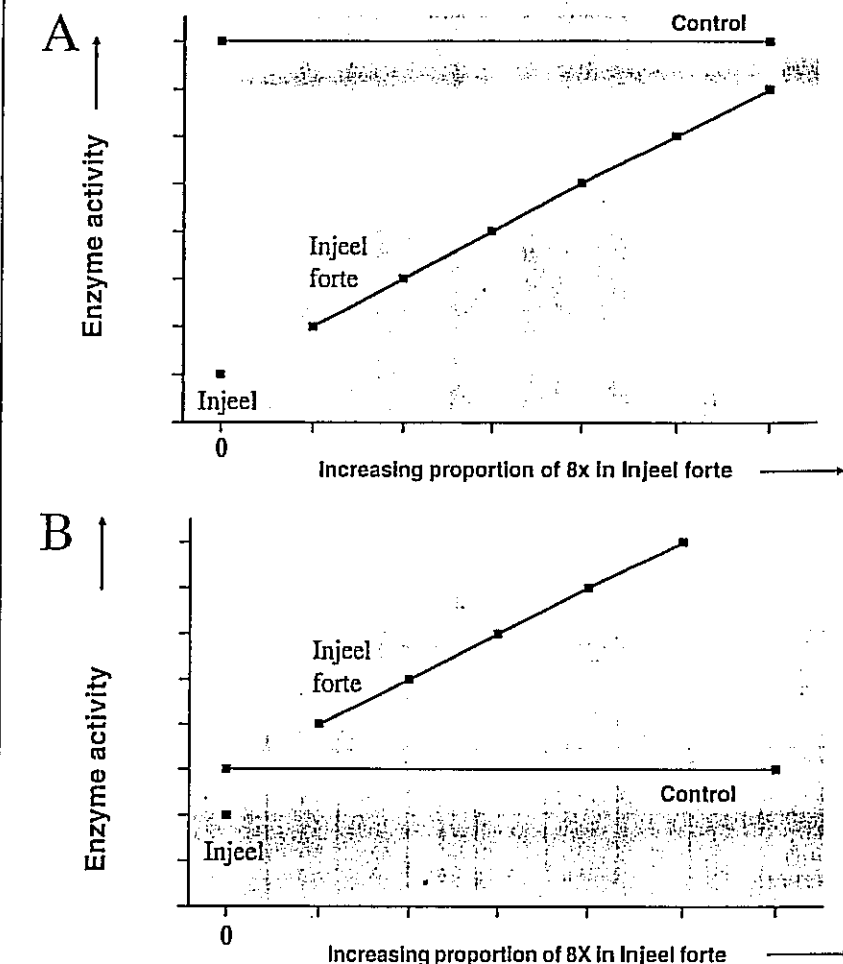 A
Control
Enzyme activity
Injeel
forte
Injeel
0
Increasing proportion of 8x in Injeel forte
B
Enzyme activity
Injeel
forte
Control
Injeel
0
Increasing proportion of 8X in Injeel forte